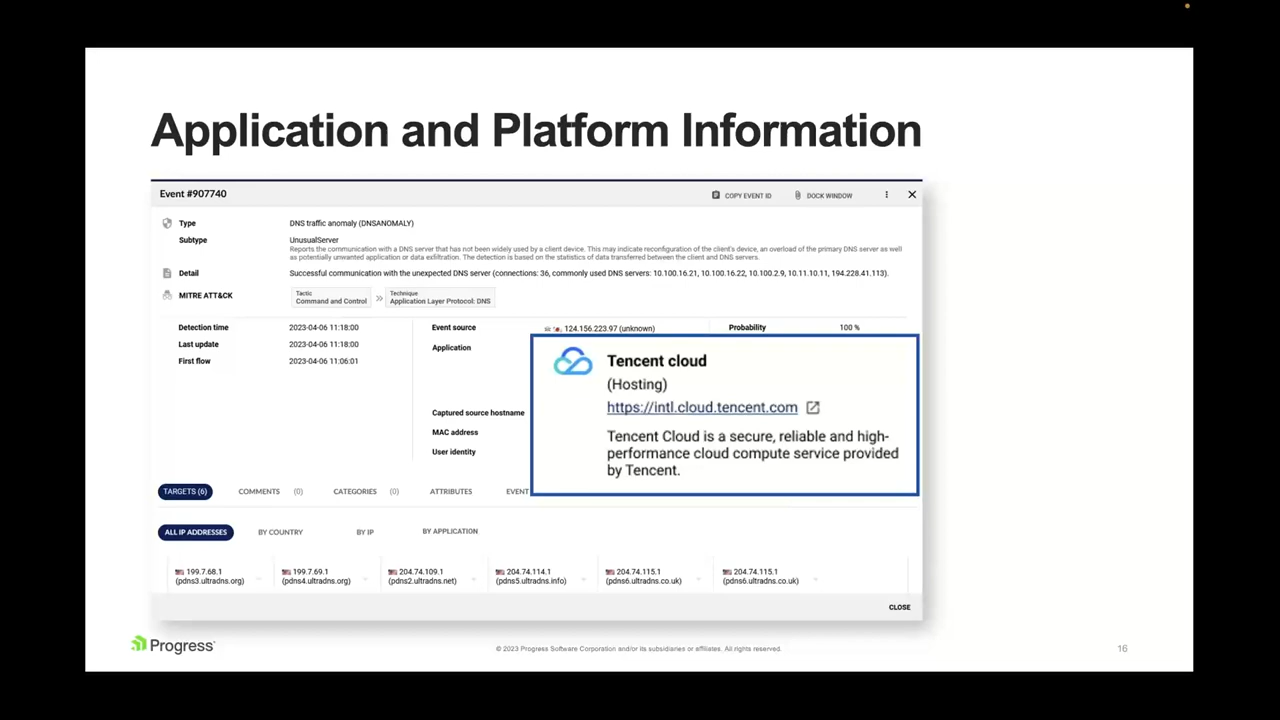 Application and Platform Information
Event #907740
COPY EVENT ID
DOCK WINDOW
Type
DNS traffic anomaly (DNSANOMALY)
Subtype
UnusualServer
Reports the communication with a DNS server that has not been widely used by a client device. This may indicate reconfiguration of the client's device, an overload of the primary DNS server as well
as potentially unwanted application or data exfiltration. The detection is based on the statistics of data transferred between the client and DNS servers.
Detail
Successful communication with the unexpected DNS server (connections: 36, commonly used DNS servers: 10.100.16.21, 10.100.16.22, 10.100.2.9, 10.11.10.11, 194.228.41.113).
MITRE ATT&CK
Tactic
Command and Control
»
Technique
Application Layer Protocol: DNS
Detection time
2023-04-06 11:18:00
Last update
2023-04-06 11:18:00
First flow
2023-04-06 11:06:01
Event source
124.156.223.97 (unknown)
Probability
100 %
Application
Captured source hostname
MAC address
User identity
Tencent cloud
(Hosting)
https://intl.cloud.tencent.com
Tencent Cloud is a secure, reliable and high-
performance cloud compute service provided
by Tencent.
TARGETS (6)
COMMENTS (0)
CATEGORIES (0)
ATTRIBUTES
EVENT
ALL IP ADDRESSES
BY COUNTRY
BY IP
BY APPLICATION
199.7.68.1
(pdns3.ultradns.org)
199.7.69.1
(pdns4.ultradns.org)
204.74.109.1
(pdns2.ultradns.net)
204.74.114.1
(pdns5.ultradns.info)
204.74.115.1
(pdns6.ultradns.co.uk)
204.74.115.1
(pdns6.ultradns.co.uk)
CLOSE
Progress
© 2023 Progress Software Corporation and/or its subsidiaries or affiliates. All rights reserved.
16